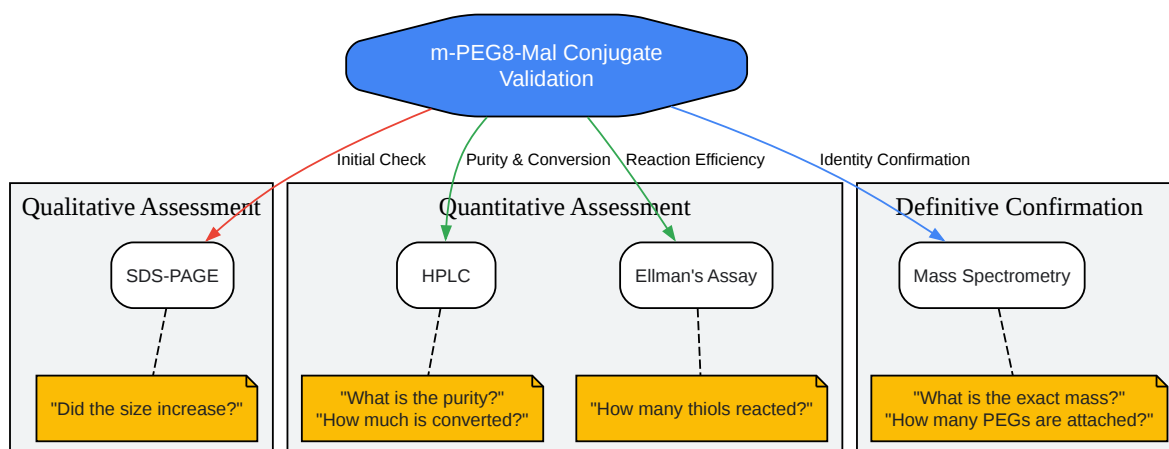 m-PEG8-Mal Conjugate
Validation
Initial Check
Purity & Conversion
Reaction Efficiency
Identity Confirmation
Qualitative Assessment
Quantitative Assessment
Definitive Confirmation
SDS-PAGE
HPLC
Ellman's Assay
Mass Spectrometry
"Did the size increase?"
"What is the purity?"
"How much is converted?"
"How many thiols reacted?"
"What is the exact mass?"
"How many PEGs are attached?"